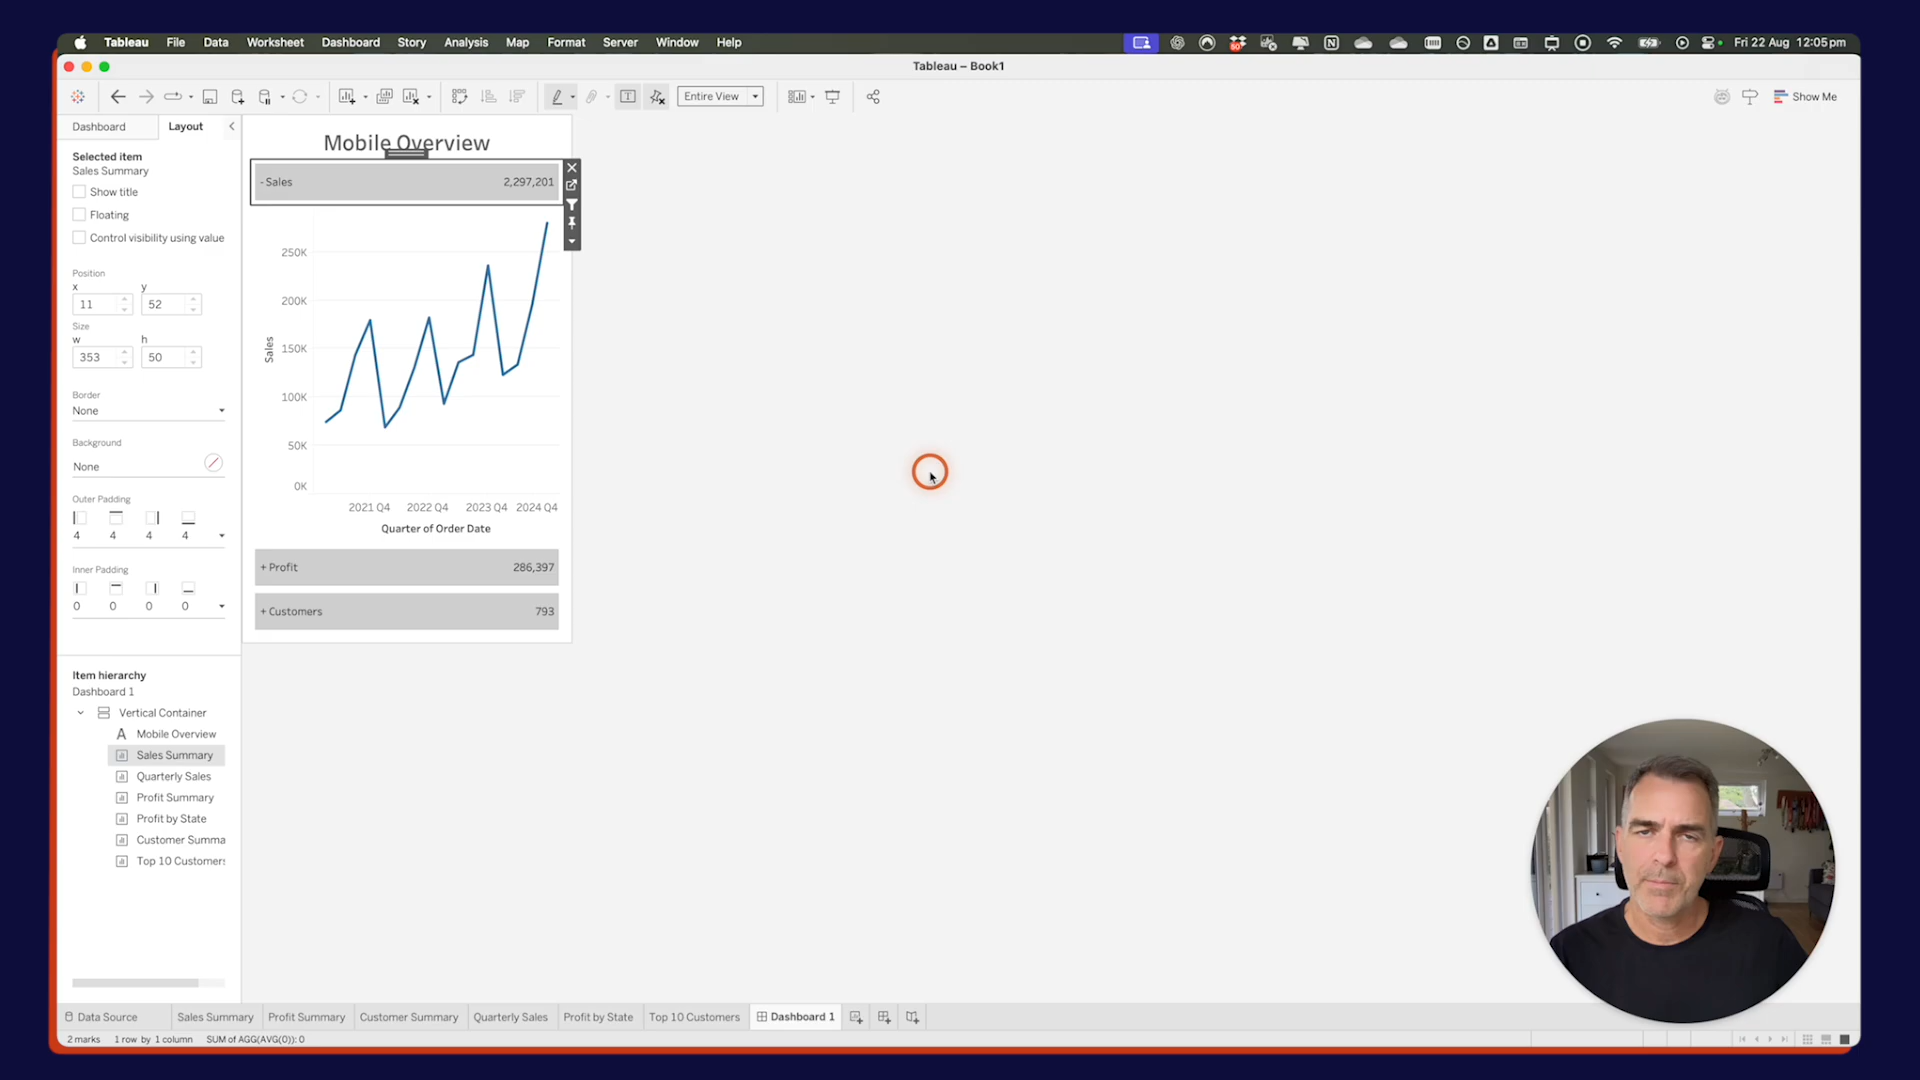 Tableau File Data Worksheet Dashboard Story Analysis Map Format Server Window Help Fri 22 Aug 12:05 pm
Tableau – Book1
Entire View Show Me
Dashboard Layout
Selected item
Sales Summary
Show title
Floating
Control visibility using value
Position
x y
11 52
Size
w h
353 50
Border
None
Background
None
Outer Padding
4 4 4 4
Inner Padding
0 0 0 0
Item hierarchy
Dashboard 1
Vertical Container
Mobile Overview
Sales Summary
Quarterly Sales
Profit Summary
Profit by State
Customer Summa
Top 10 Customers
Mobile Overview
- Sales 2,297,201
250K
200K
150K
100K
50K
0K
Sales
2021 Q4 2022 Q4 2023 Q4 2024 Q4
Quarter of Order Date
+ Profit 286,397
+ Customers 793
Data Source Sales Summary Profit Summary Customer Summary Quarterly Sales Profit by State Top 10 Customers Dashboard 1
2 marks 1 row by 1 column SUM of AGG(AVG(0)): 0